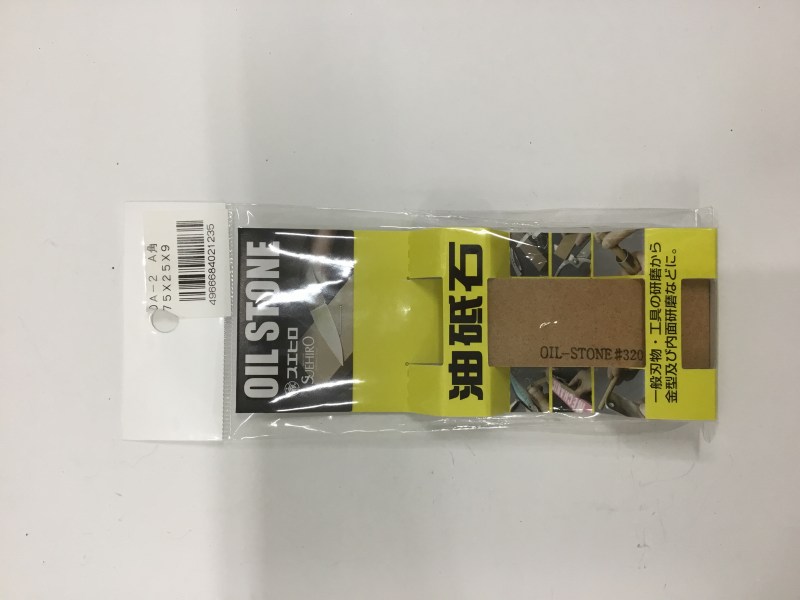 OA-2 A角
75X25X9
4966684021235
OIL STONE
スエヒロ
SUEHIRO
油砥石
OIL-STONE #320
一般刃物・工具の研磨から
金型及び内面研磨などに。